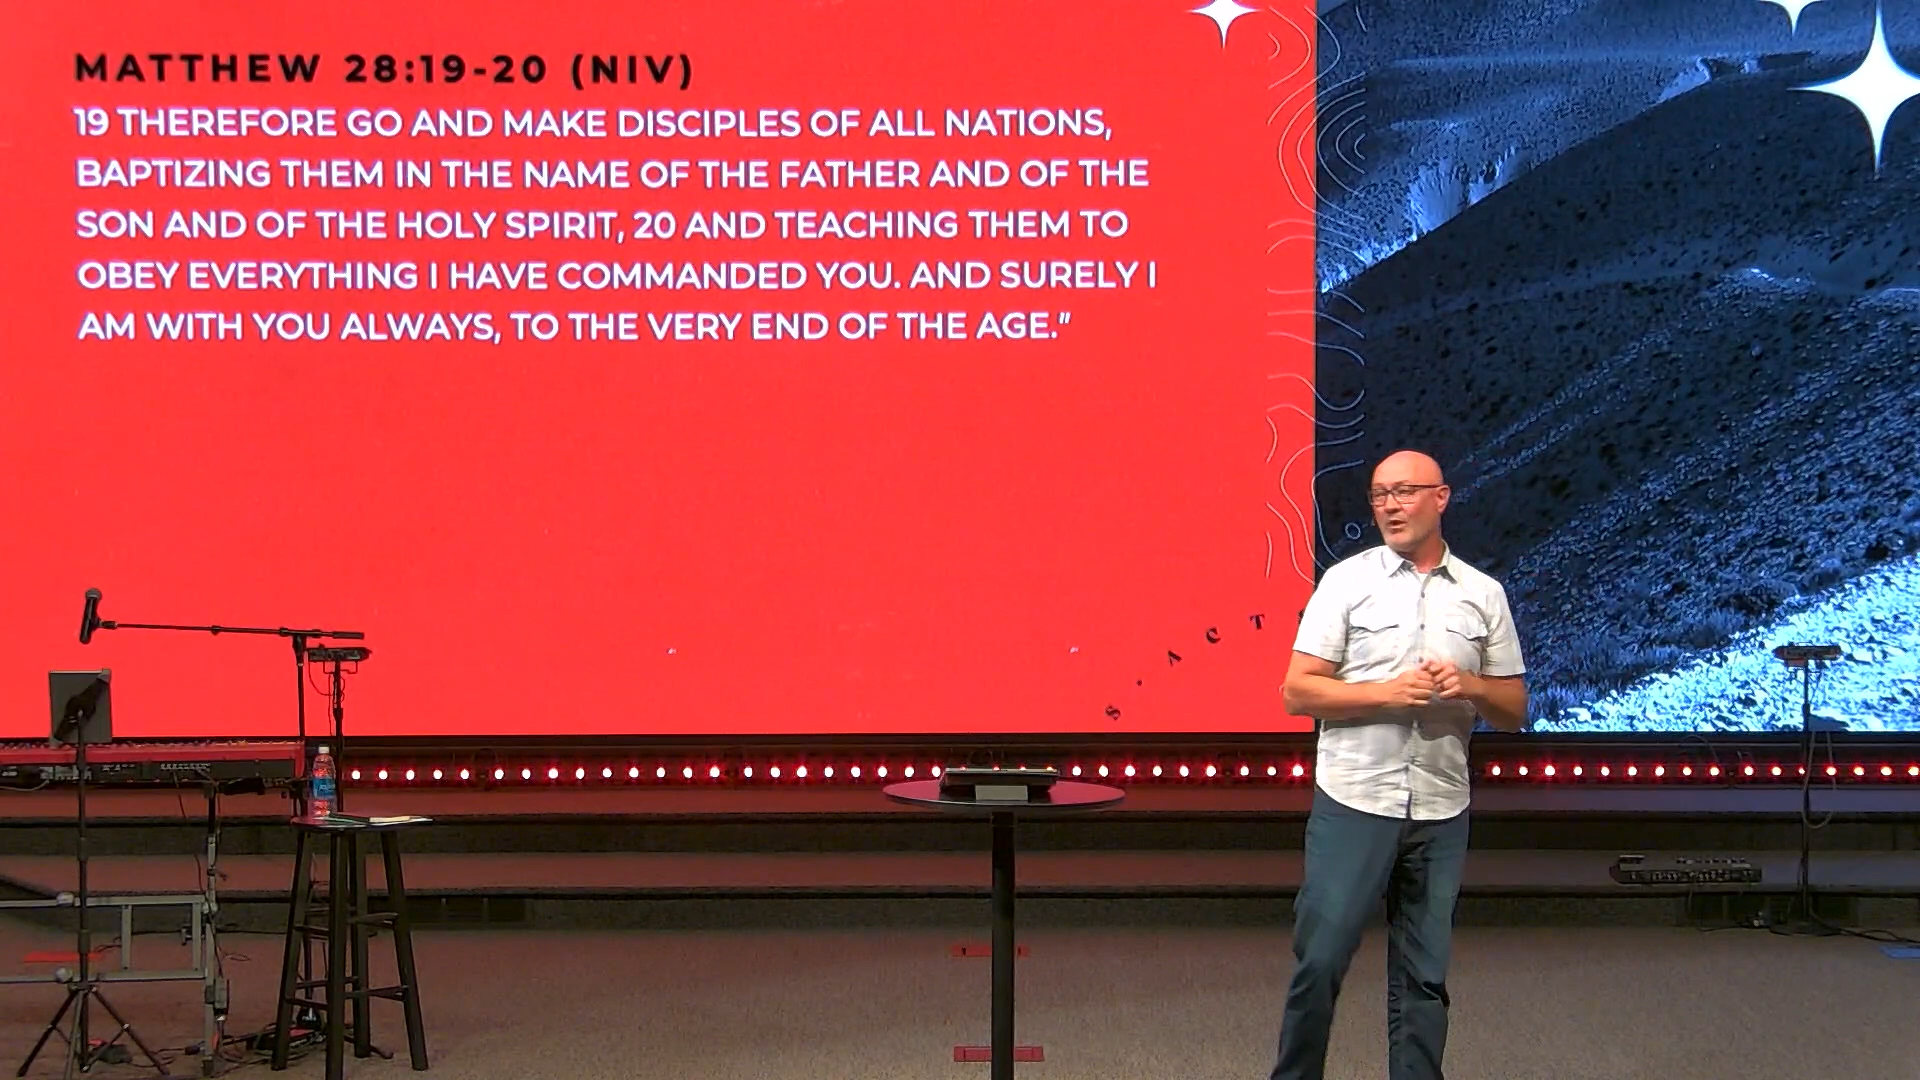 MATTHEW 28:19-20 (NIV)
19 THEREFORE GO AND MAKE DISCIPLES OF ALL NATIONS,
BAPTIZING THEM IN THE NAME OF THE FATHER AND OF THE
SON AND OF THE HOLY SPIRIT, 20 AND TEACHING THEM TO
OBEY EVERYTHING I HAVE COMMANDED YOU. AND SURELY I
AM WITH YOU ALWAYS, TO THE VERY END OF THE AGE.”
S · ACTS